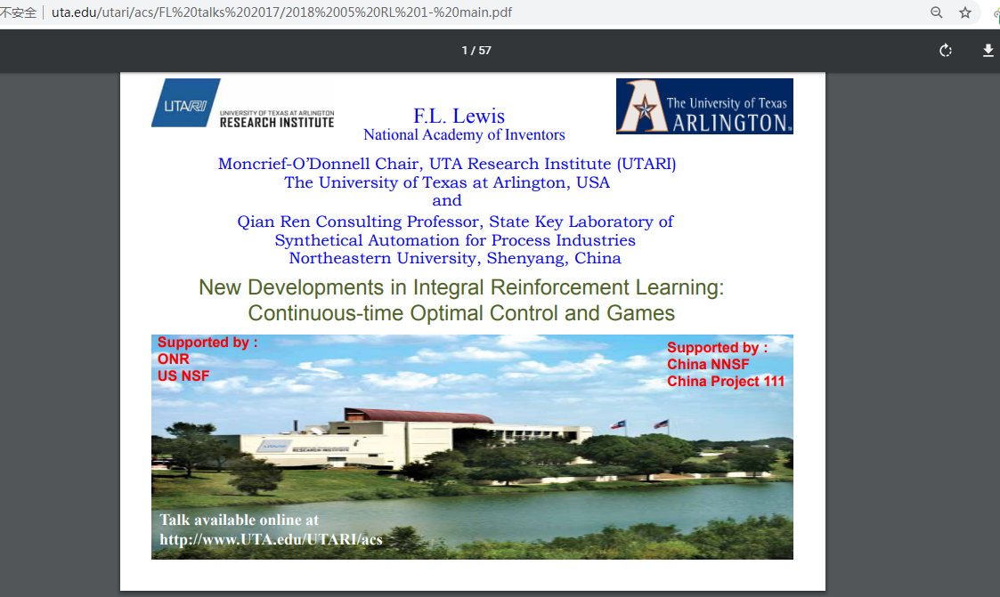 不安全 uta.edu/utari/acs/FL%20talks%202017/2018%2005%20RL%201-%20main.pdf
1 / 57
UTARI
UNIVERSITY OF TEXAS AT ARLINGTON
RESEARCH INSTITUTE
The University of Texas
ARLINGTON
F.L. Lewis
National Academy of Inventors
Moncrief-O’Donnell Chair, UTA Research Institute (UTARI)
The University of Texas at Arlington, USA
and
Qian Ren Consulting Professor, State Key Laboratory of
Synthetical Automation for Process Industries
Northeastern University, Shenyang, China
New Developments in Integral Reinforcement Learning:
Continuous-time Optimal Control and Games
Supported by :
ONR
US NSF
Supported by :
China NNSF
China Project 111
RESEARCH INSTITUTE
Talk available online at
http://www.UTA.edu/UTARI/acs